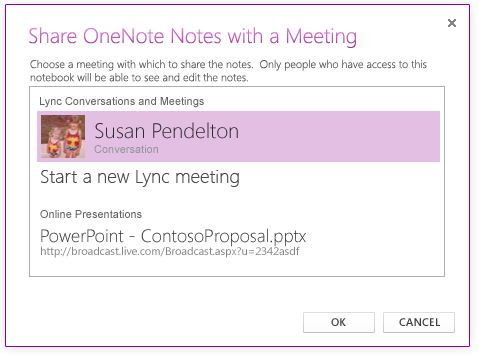 Share OneNote Notes with a Meeting
Choose a meeting with which to share the notes.  Only people who have access to this
notebook will be able to see and edit the notes.
Lync Conversations and Meetings
Susan Pendelton
Conversation
Start a new Lync meeting
Online Presentations
PowerPoint - ContosoProposal.pptx
http://broadcast.live.com/Broadcast.aspx?u=2342asdf
OK
CANCEL